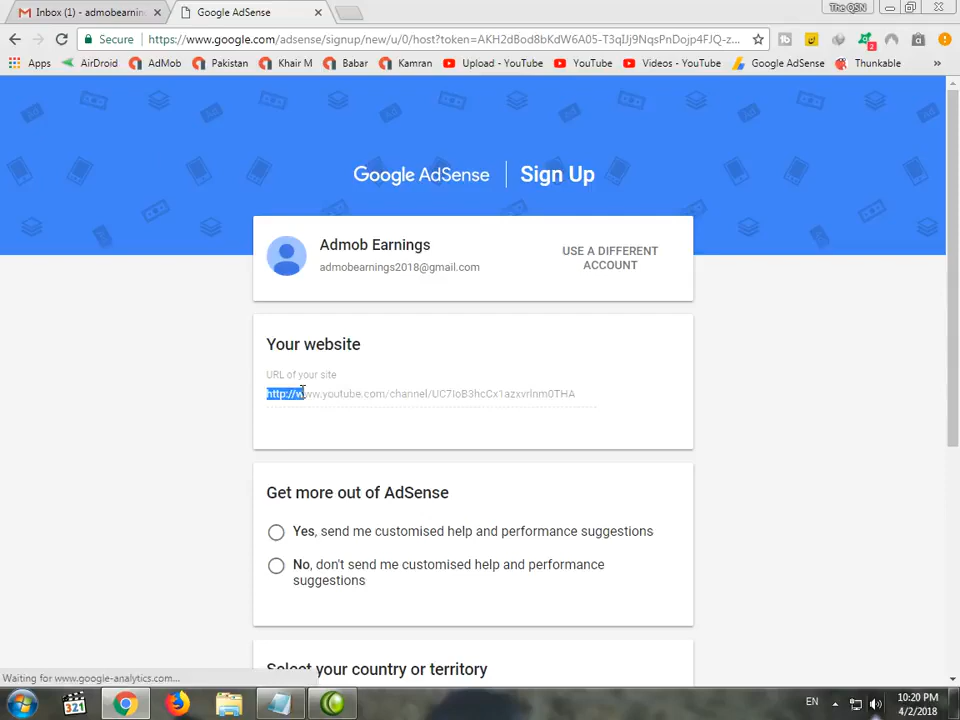 Inbox (1) - admobearnin
Google AdSense
The QSN
Secure
https://www.google.com/adsense/signup/new/u/0/host?token=AKH2dBod8bKdW6A05-T3qIJj9NqsPnDojp4FJQ-z...
Apps
AirDroid
AdMob
Pakistan
Khair M
Babar
Kamran
Upload - YouTube
YouTube
Videos - YouTube
Google AdSense
Thunkable
Google AdSense
Sign Up
Admob Earnings
admobearnings2018@gmail.com
USE A DIFFERENT
ACCOUNT
Your website
URL of your site
http://www.youtube.com/channel/UC7IoB3hcCx1azxvrlnm0THA
Get more out of AdSense
Yes, send me customised help and performance suggestions
No, don't send me customised help and performance
suggestions
Select your country or territory
Waiting for www.google-analytics.com...
321
EN
10:20 PM
4/2/2018